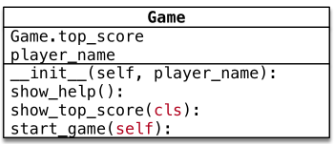 Game
Game.top_score
player_name
__init__(self, player_name):
show_help():
show_top_score(cls):
start_game(self):